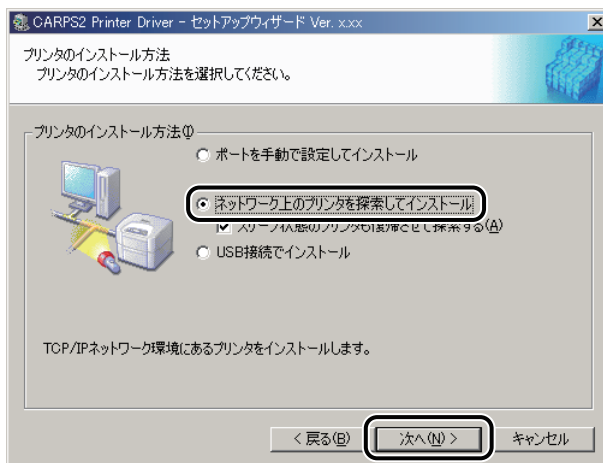 CARPS2 Printer Driver - セットアップウィザード Ver. x.xx
プリンタのインストール方法
プリンタのインストール方法を選択してください。
プリンタのインストール方法(I)
ポートを手動で設定してインストール
ネットワーク上のプリンタを探索してインストール
スリープ状態のプリンタも復帰させて探索する(A)
USB接続でインストール
TCP/IPネットワーク環境にあるプリンタをインストールします。
< 戻る(B) 次へ(N) > キャンセル